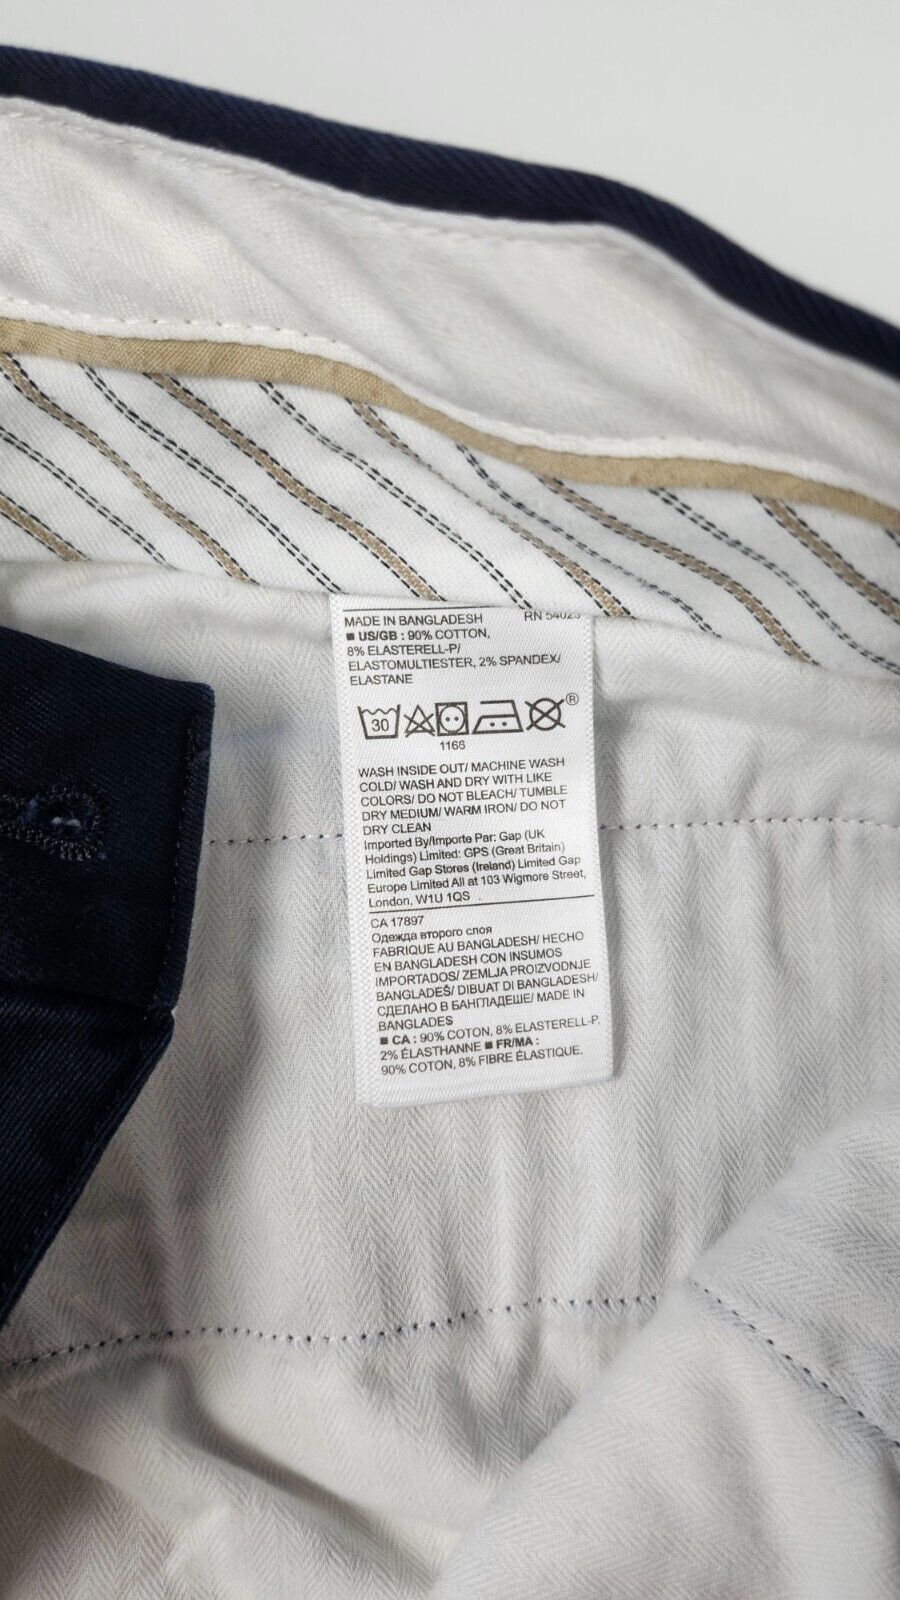 MADE IN BANGLADESH RN 54023
■ US/GB : 90% COTTON,
8% ELASTERELL-P/
ELASTOMULTIESTER, 2% SPANDEX/
ELASTANE
30 ®
1166
WASH INSIDE OUT/ MACHINE WASH
COLD/ WASH AND DRY WITH LIKE
COLORS/ DO NOT BLEACH/ TUMBLE
DRY MEDIUM/ WARM IRON/ DO NOT
DRY CLEAN
Imported By/Importe Par: Gap (UK
Holdings) Limited: GPS (Great Britain)
Limited Gap Stores (Ireland) Limited Gap
Europe Limited All at 103 Wigmore Street,
London, W1U 1QS
CA 17897
Одежда второго слоя
FABRIQUE AU BANGLADESH/ HECHO
EN BANGLADESH CON INSUMOS
IMPORTADOS/ ZEMLJA PROIZVODNJE
BANGLADEŠ/ DIBUAT DI BANGLADESH/
СДЕЛАНО В БАНГЛАДЕШЕ/ MADE IN
BANGLADES
■ CA : 90% COTON, 8% ELASTERELL-P,
2% ÉLASTHANNE ■ FR/MA :
90% COTON, 8% FIBRE ÉLASTIQUE,